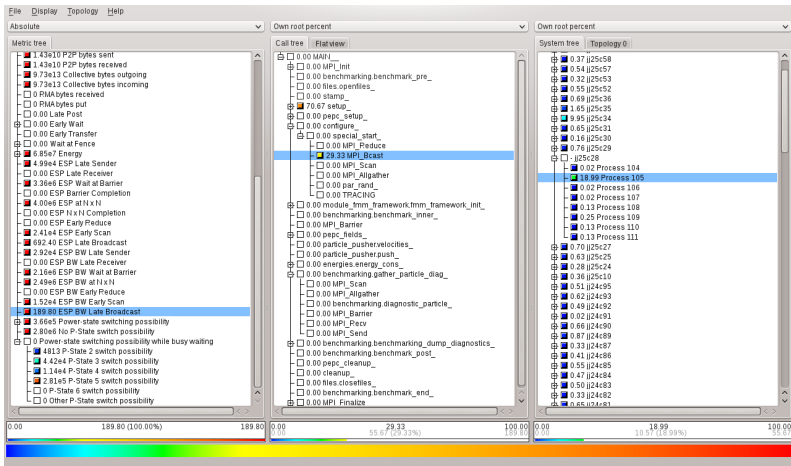 File Display Topology Help
Absolute
Metric tree
1.43e10 P2P bytes sent
1.43e10 P2P bytes received
9.73e13 Collective bytes outgoing
9.73e13 Collective bytes incoming
0 RMA bytes received
0 RMA bytes put
0.00 Late Post
0.00 Early Wait
0.00 Early Transfer
0.00 Wait at Fence
6.85e7 Energy
4.99e4 ESP Late Sender
0.00 ESP Late Receiver
3.36e6 ESP Wait at Barrier
0.00 ESP Barrier Completion
4.00e6 ESP at N x N
0.00 ESP N x N Completion
0.00 ESP Early Reduce
2.41e4 ESP Early Scan
692.40 ESP Late Broadcast
2.92e4 ESP BW Late Sender
0.00 ESP BW Late Receiver
2.16e6 ESP BW Wait at Barrier
2.49e6 ESP BW at N x n
0.00 ESP BW Early Reduce
1.52e4 ESP BW Early Scan
189.80 ESP BW Late Broadcast
3.66e5 Power-state switching possibility
2.80e6 No P-State switch possibility
0 Power-state switching possibility while busy waiting
4813 P-State 2 switch possibility
4.42e4 P-State 3 switch possibility
1.14e4 P-State 4 switch possibility
2.81e5 P-State 5 switch possibility
0 P-State 6 switch possibility
0 Other P-State switch possibility
0.00 189.80 (100.00%) 189.80
Own root percent
Call tree Flat view
0.00 MAIN__
0.00 MPI_Init
0.00 benchmarking.benchmark_pre_
0.00 files.openfiles_
0.00 stamp_
70.67 setup_
0.00 pepc_setup_
0.00 configure_
0.00 special_start_
0.00 MPI_Reduce
29.33 MPI_Bcast
0.00 MPI_Scan
0.00 MPI_Allgather
0.00 par_rand_
0.00 TRACING
0.00 module_fmm_framework.fmm_framework_init_
0.00 benchmarking.benchmark_inner_
0.00 MPI_Barrier
0.00 pepc_fields_
0.00 particle_pusher.velocities_
0.00 particle_pusher.push_
0.00 energies.energy_cons_
0.00 benchmarking.gather_particle_diag_
0.00 MPI_Scan
0.00 MPI_Allgather
0.00 benchmarking.diagnostic_particle_
0.00 MPI_Barrier
0.00 MPI_Recv
0.00 MPI_Send
0.00 benchmarking.benchmarking_dump_diagnostics_
0.00 benchmarking.benchmark_post_
0.00 pepc_cleanup_
0.00 cleanup_
0.00 files.closefiles_
0.00 benchmarking.benchmark_end_
0.00 MPI_Finalize
0.00 29.33 100.00
0.00 55.67 (29.33%) 189.80
Own root percent
System tree Topology 0
0.37 jj25c58
0.54 jj25c57
0.32 jj25c53
0.55 jj25c52
0.69 jj25c36
1.65 jj25c35
9.95 jj25c34
0.65 jj25c31
0.16 jj25c30
0.76 jj25c29
- jj25c28
0.02 Process 104
18.99 Process 105
0.02 Process 106
0.02 Process 107
0.13 Process 108
0.25 Process 109
0.13 Process 110
0.13 Process 111
0.70 jj25c27
0.63 jj25c25
0.28 jj25c24
0.36 jj25c10
0.51 jj24c95
0.62 jj24c93
0.49 jj24c92
0.02 jj24c91
0.66 jj24c90
0.87 jj24c89
0.33 jj24c87
0.41 jj24c86
0.55 jj24c85
0.47 jj24c84
0.50 jj24c83
0.33 jj24c82
0.65 jj24c81
0.00 18.99 100.00
0.00 10.57 (18.99%) 55.67